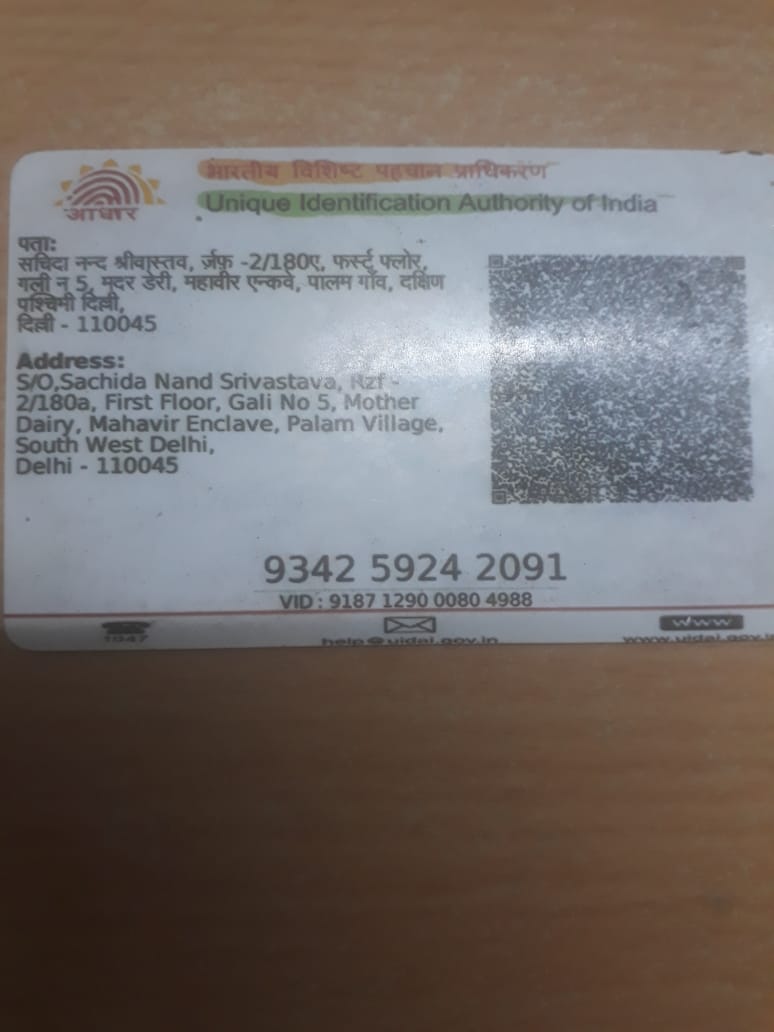 आधार
भारतीय विशिष्ट पहचान प्राधिकरण
Unique Identification Authority of India
पता:
सचिदा नन्द श्रीवास्तव, र्ज़फ़ -2/180ए, फर्स्ट फ्लोर,
गली न 5, मदर डेरी, महावीर एन्क्वे, पालम गाँव, दक्षिण
पश्चिमी दिल्ली,
दिल्ली - 110045
Address:
S/O,Sachida Nand Srivastava, Rzf -
2/180a, First Floor, Gali No 5, Mother
Dairy, Mahavir Enclave, Palam Village,
South West Delhi,
Delhi - 110045
9342 5924 2091
VID : 9187 1290 0080 4988
1947
help@uidai.gov.in
www
www.uidai.gov.in